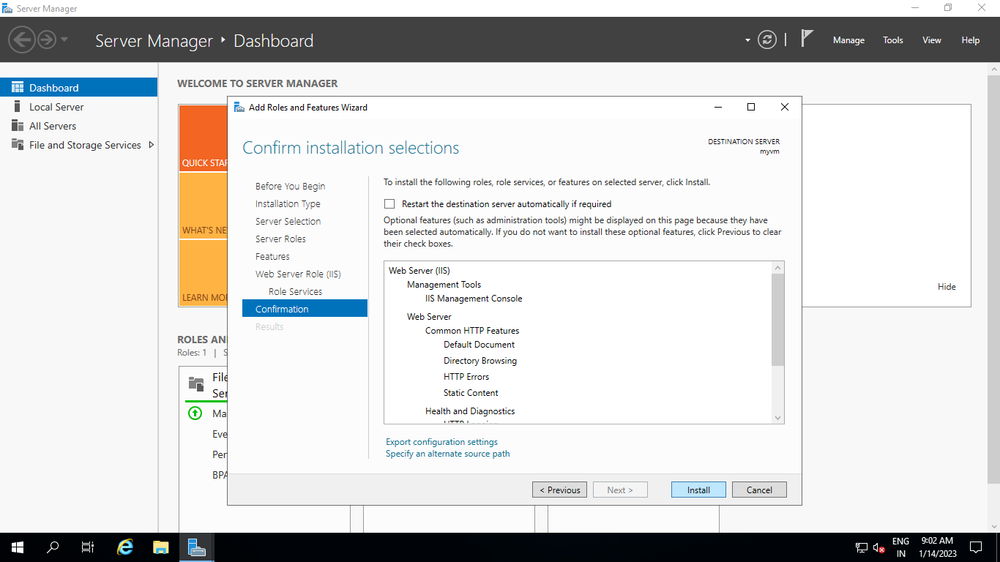 Server Manager
Server Manager • Dashboard
Manage
Tools
View
Help
Dashboard
Local Server
All Servers
File and Storage Services
WELCOME TO SERVER MANAGER
QUICK STAR
WHAT'S NE
LEARN MOR
Hide
ROLES AN
Roles: 1 | S
File
Ser
Ma
Eve
Per
BPA
Add Roles and Features Wizard
Confirm installation selections
DESTINATION SERVER
myvm
Before You Begin
Installation Type
Server Selection
Server Roles
Features
Web Server Role (IIS)
Role Services
Confirmation
Results
To install the following roles, role services, or features on selected server, click Install.
Restart the destination server automatically if required
Optional features (such as administration tools) might be displayed on this page because they have
been selected automatically. If you do not want to install these optional features, click Previous to clear
their check boxes.
Web Server (IIS)
Management Tools
IIS Management Console
Web Server
Common HTTP Features
Default Document
Directory Browsing
HTTP Errors
Static Content
Health and Diagnostics
Export configuration settings
Specify an alternate source path
< Previous
Next >
Install
Cancel
ENG
IN
9:02 AM
1/14/2023